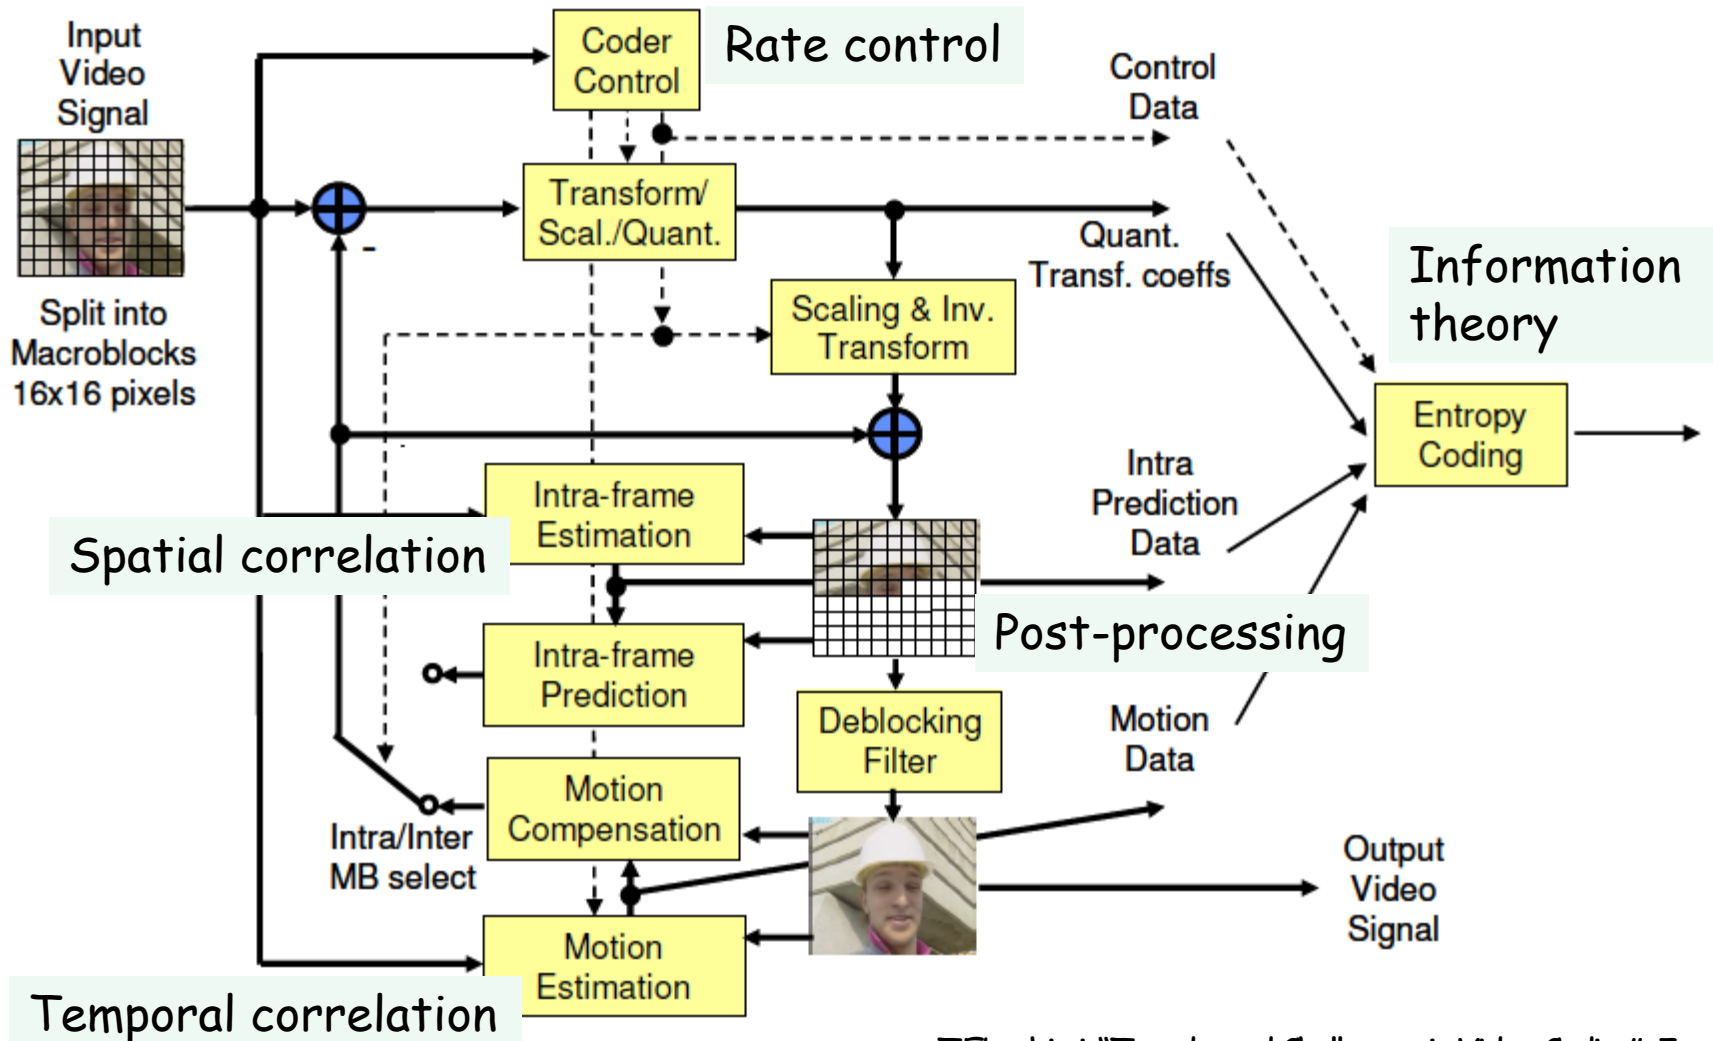 Input
Video
Signal
Coder
Control
Rate control
Control
Data
Transform/
Scal./Quant.
-
Quant.
Transf. coeffs
Information
theory
Split into
Macroblocks
16x16 pixels
Scaling & Inv.
Transform
Entropy
Coding
Intra-frame
Estimation
Intra
Prediction
Data
Spatial correlation
Post-processing
Intra-frame
Prediction
Deblocking
Filter
Motion
Data
Motion
Compensation
Intra/Inter
MB select
Output
Video
Signal
Motion
Estimation
Temporal correlation